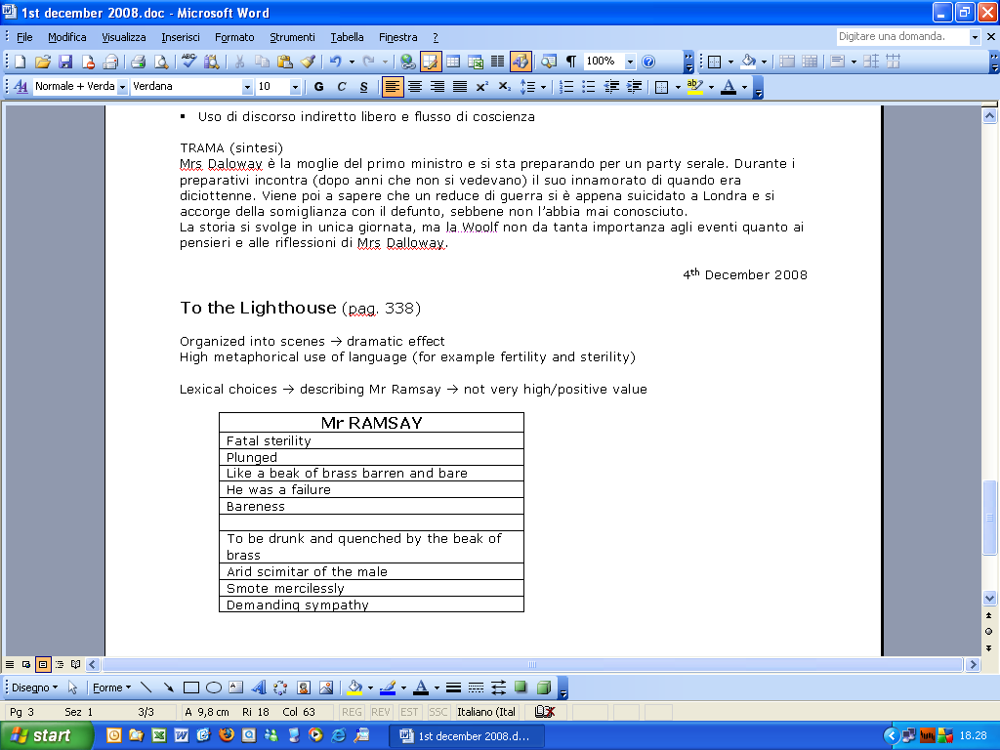 1st december 2008.doc - Microsoft Word
File Modifica Visualizza Inserisci Formato Strumenti Tabella Finestra ? Digitare una domanda.
100%
Normale + Verda Verdana 10 G C S
▪ Uso di discorso indiretto libero e flusso di coscienza
TRAMA (sintesi)
Mrs Daloway è la moglie del primo ministro e si sta preparando per un party serale. Durante i
preparativi incontra (dopo anni che non si vedevano) il suo innamorato di quando era
diciottenne. Viene poi a sapere che un reduce di guerra si è appena suicidato a Londra e si
accorge della somiglianza con il defunto, sebbene non l'abbia mai conosciuto.
La storia si svolge in unica giornata, ma la Woolf non da tanta importanza agli eventi quanto ai
pensieri e alle riflessioni di Mrs Dalloway.
4th December 2008
To the Lighthouse (pag. 338)
Organized into scenes → dramatic effect
High metaphorical use of language (for example fertility and sterility)
Lexical choices → describing Mr Ramsay → not very high/positive value
Mr RAMSAY
Fatal sterility
Plunged
Like a beak of brass barren and bare
He was a failure
Bareness
To be drunk and quenched by the beak of
brass
Arid scimitar of the male
Smote mercilessly
Demanding sympathy
Disegno Forme
Pg 3 Sez 1 3/3 A 9,8 cm Ri 18 Col 63 REG REV EST SSC Italiano (Ital
start 1st december 2008.d... 18.28